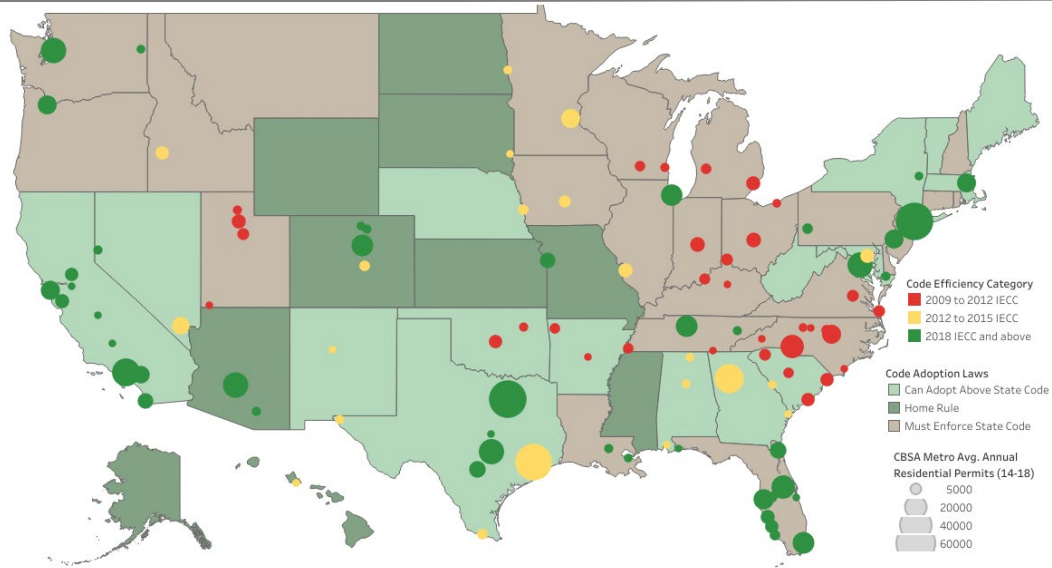 Code Efficiency Category
2009 to 2012 IECC
2012 to 2015 IECC
2018 IECC and above
Code Adoption Laws
Can Adopt Above State Code
Home Rule
Must Enforce State Code
CBSA Metro Avg. Annual
Residential Permits (14-18)
5000
20000
40000
60000